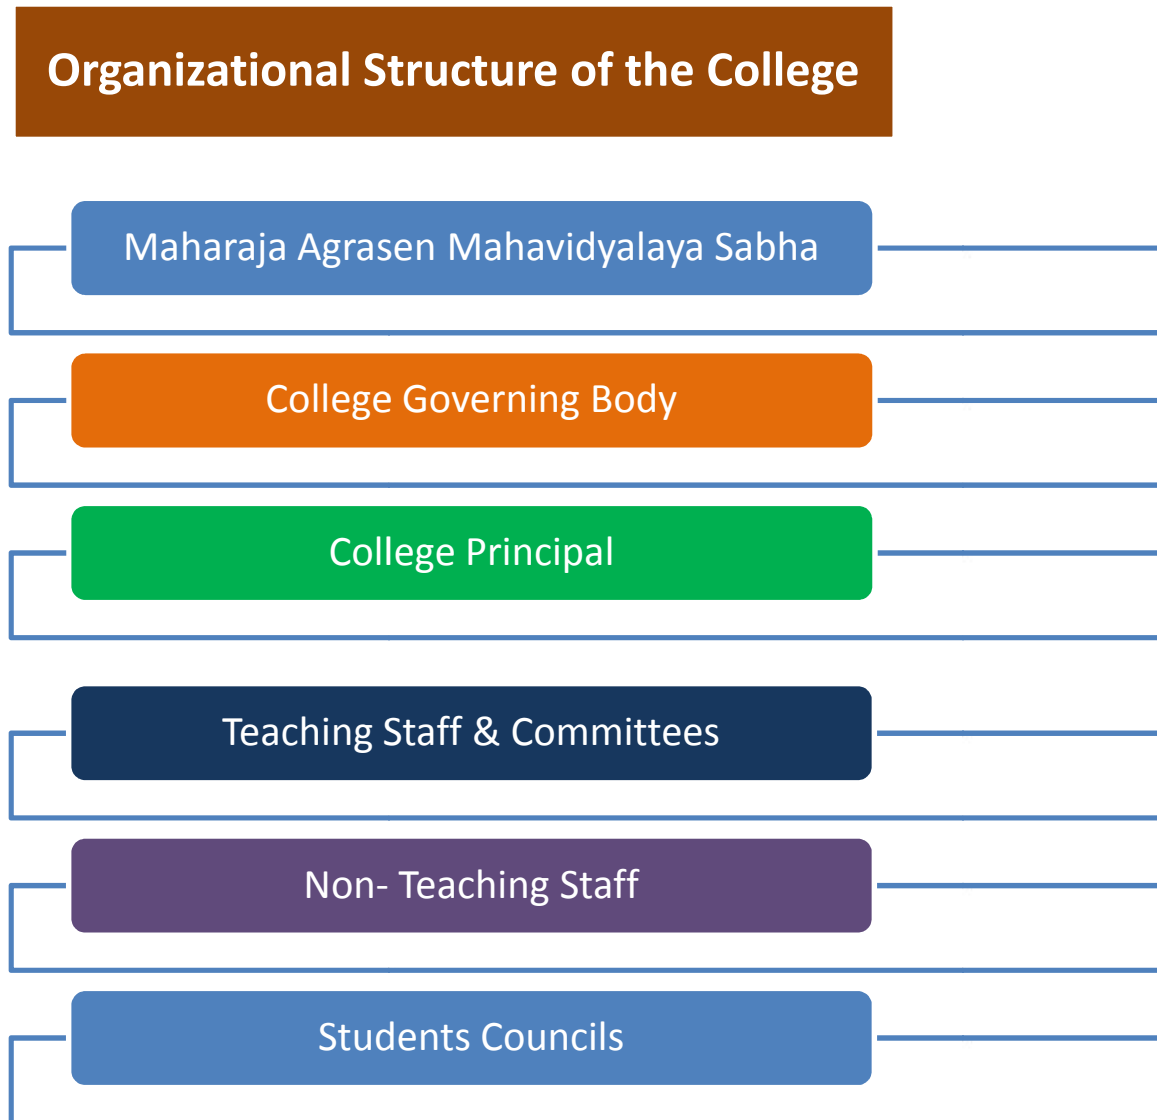 Organizational Structure of the College
Maharaja Agrasen Mahavidyalaya Sabha
College Governing Body
College Principal
Teaching Staff & Committees
Non- Teaching Staff
Students Councils